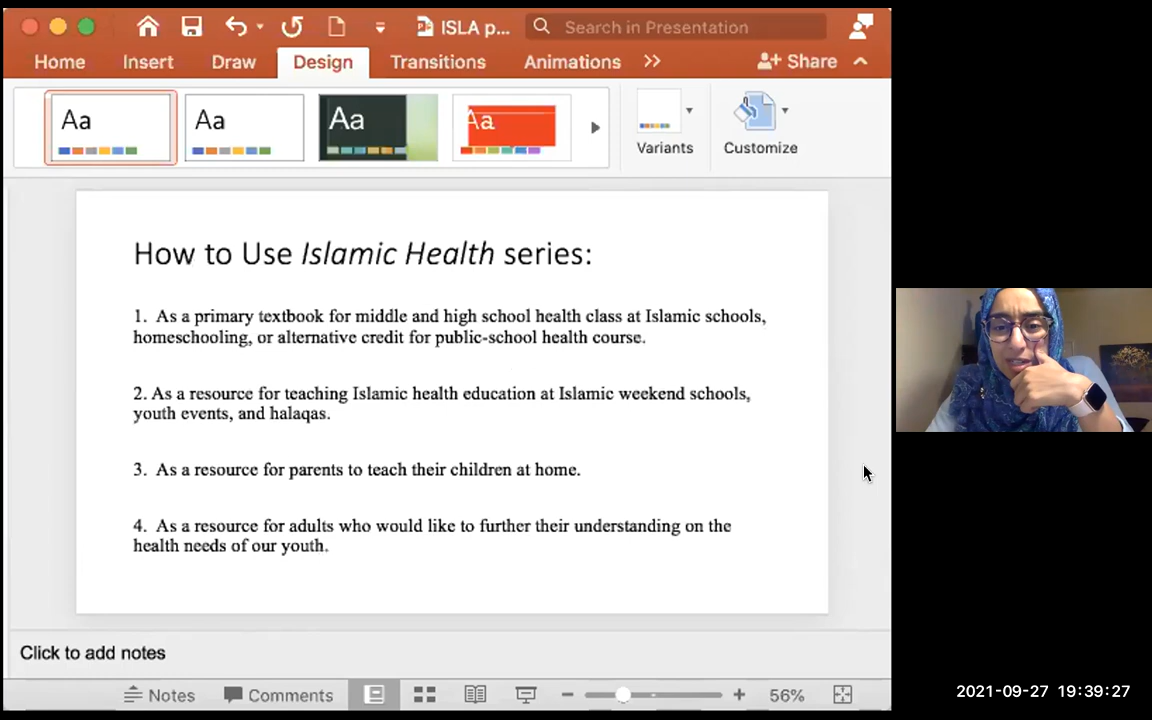 ISLA p...
Search in Presentation
Home Insert Draw Design Transitions Animations >> Share
Aa Aa Aa Aa
Variants Customize
How to Use Islamic Health series:
1. As a primary textbook for middle and high school health class at Islamic schools,
homeschooling, or alternative credit for public-school health course.
2. As a resource for teaching Islamic health education at Islamic weekend schools,
youth events, and halaqas.
3. As a resource for parents to teach their children at home.
4. As a resource for adults who would like to further their understanding on the
health needs of our youth.
Click to add notes
Notes Comments 56%
2021-09-27 19:39:27